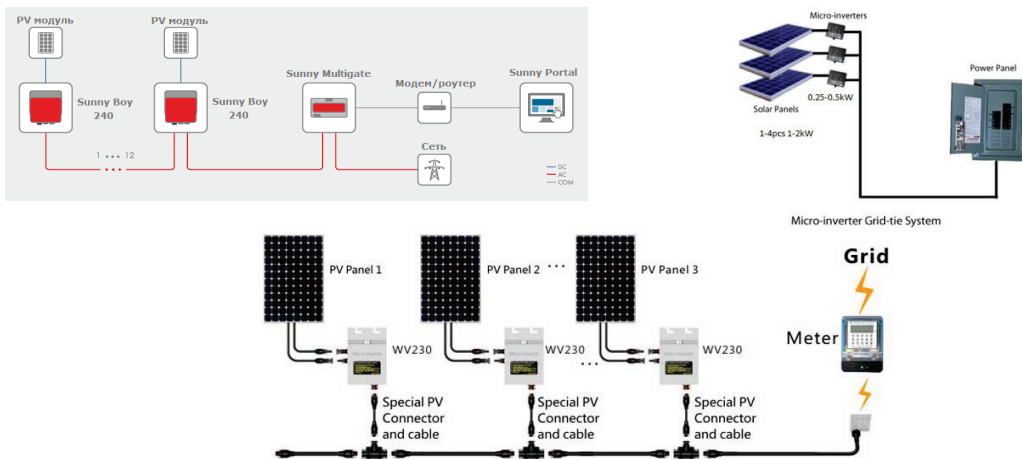 PV модуль
PV модуль
Sunny Multigate
Модем/роутер
Sunny Portal
Sunny Boy
240
Sunny Boy
240
1 ••• 12
Сеть
DC
AC
COM
Micro-inverters
Power Panel
Solar Panels
0.25-0.5kW
1-4pcs 1-2kW
Micro-inverter Grid-tie System
PV Panel 1
PV Panel 2
PV Panel 3
Grid
Meter
WV230
WV230
WV230
Special PV
Connector
and cable
Special PV
Connector
and cable
Special PV
Connector
and cable